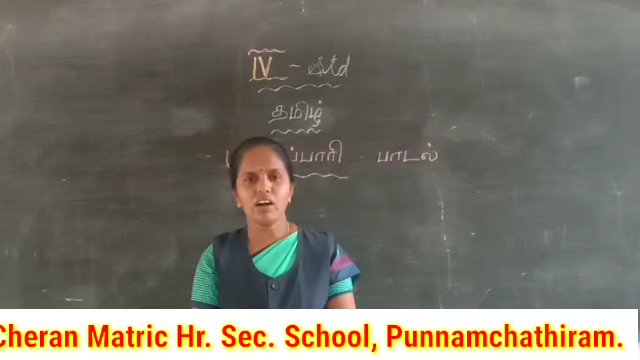 IV - Std
தமிழ்
- பாடல்
Cheran Matric Hr. Sec. School, Punnamchathiram.